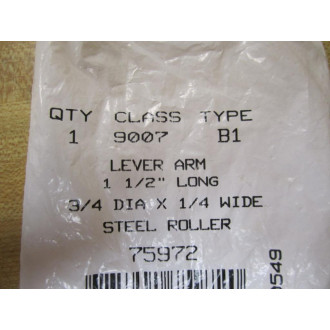 QTY CLASS TYPE
1 9007 B1
LEVER ARM
1 1/2" LONG
3/4 DIA X 1/4 WIDE
STEEL ROLLER
75972
0549